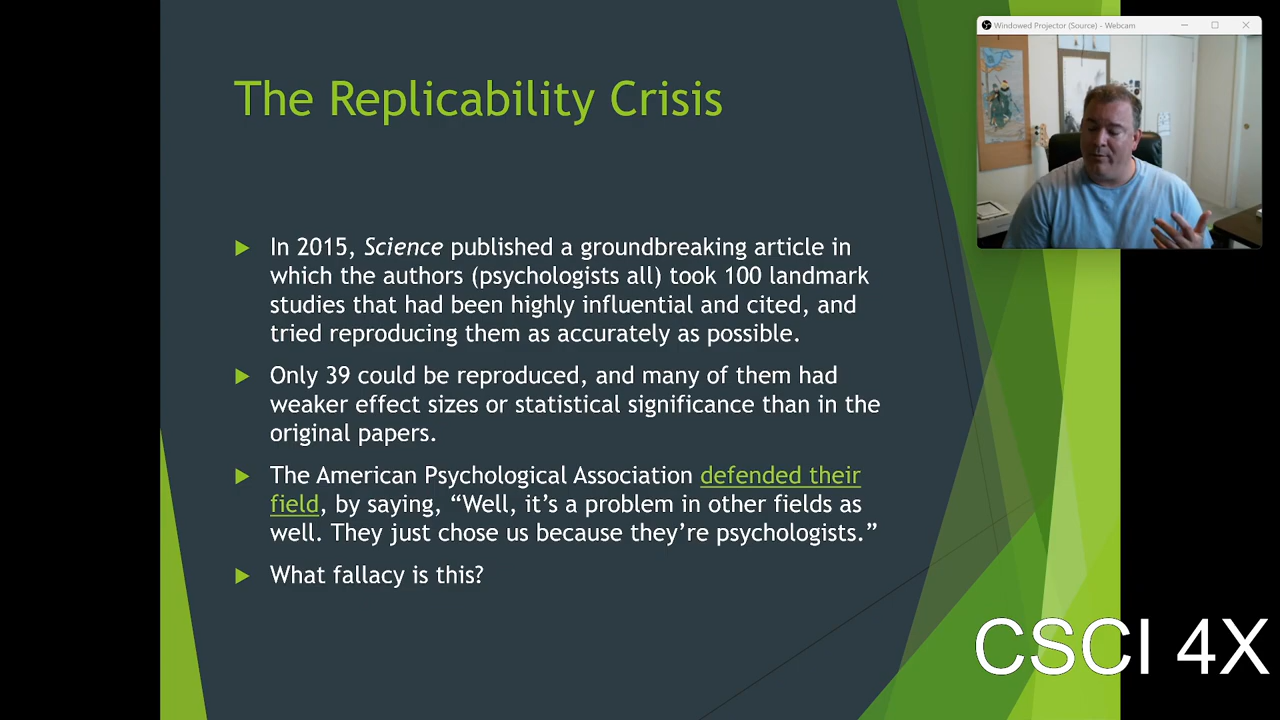 Windowed Projector (Source) - Webcam
The Replicability Crisis
In 2015, Science published a groundbreaking article in
which the authors (psychologists all) took 100 landmark
studies that had been highly influential and cited, and
tried reproducing them as accurately as possible.
Only 39 could be reproduced, and many of them had
weaker effect sizes or statistical significance than in the
original papers.
The American Psychological Association defended their
field, by saying, “Well, it’s a problem in other fields as
well. They just chose us because they’re psychologists.”
What fallacy is this?
CSCI 4X